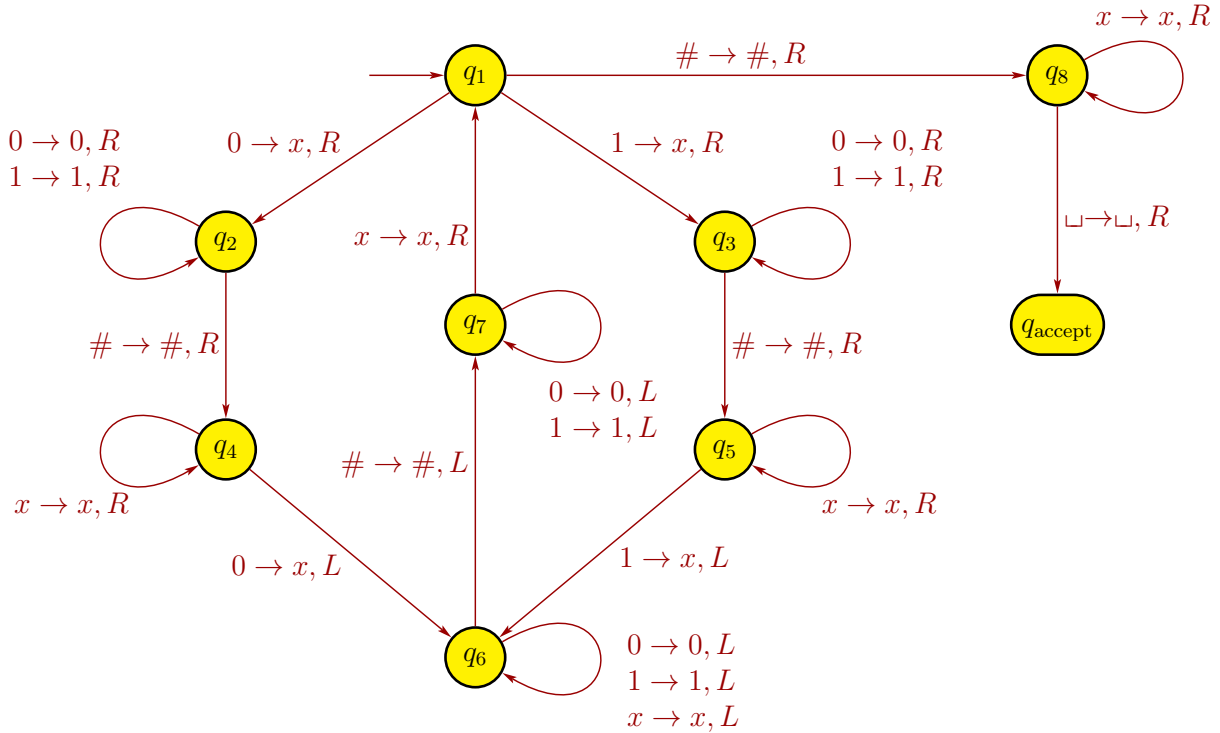 x → x, R
# → #, R
q₁
q₈
0 → 0, R
1 → 1, R
0 → x, R
1 → x, R
0 → 0, R
1 → 1, R
␣→␣, R
q₂
x → x, R
q₃
q₇
q_accept
# → #, R
# → #, R
0 → 0, L
1 → 1, L
q₄
# → #, L
q₅
x → x, R
x → x, R
0 → x, L
1 → x, L
q₆
0 → 0, L
1 → 1, L
x → x, L